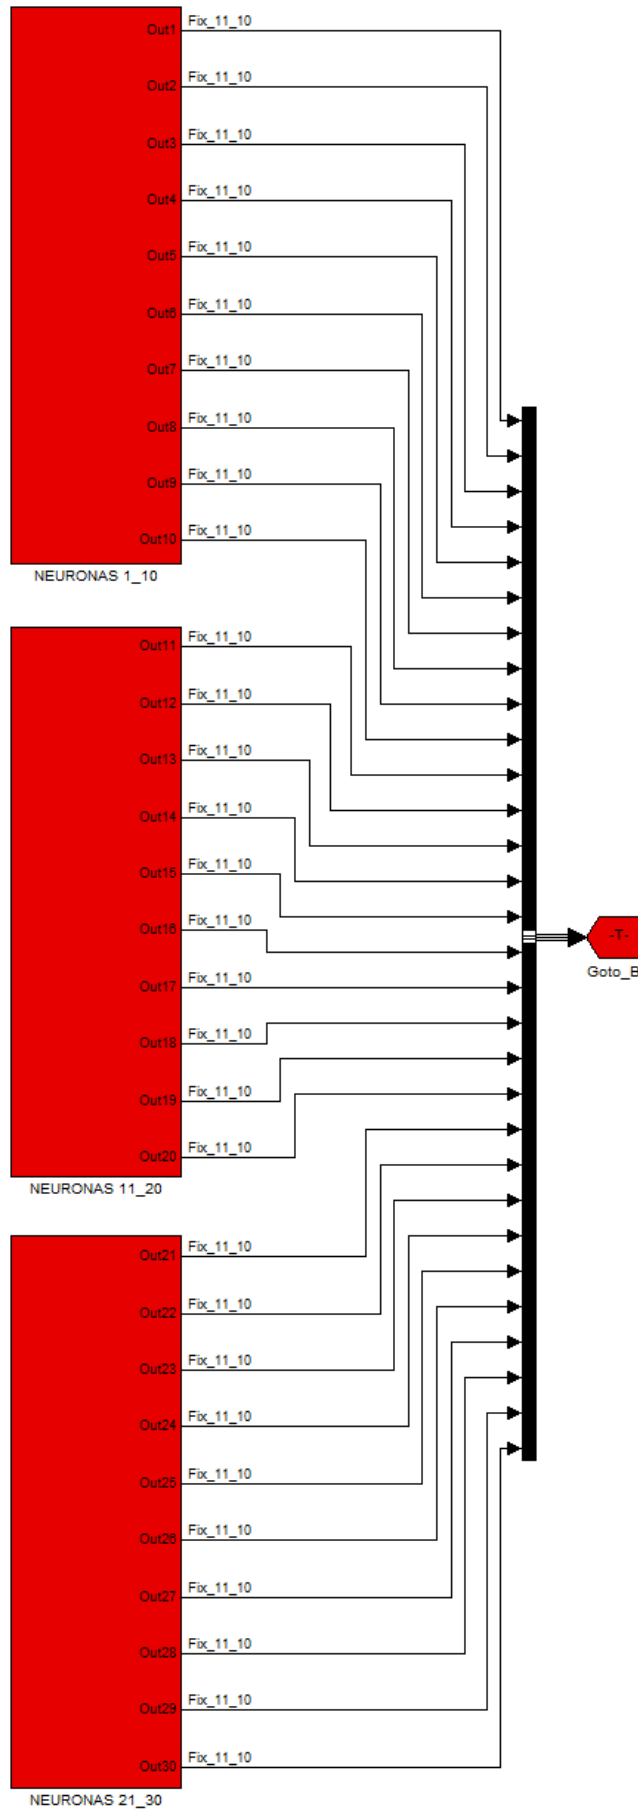 Out1 Fix_11_10
Out2 Fix_11_10
Out3 Fix_11_10
Out4 Fix_11_10
Out5 Fix_11_10
Out6 Fix_11_10
Out7 Fix_11_10
Out8 Fix_11_10
Out9 Fix_11_10
Out10 Fix_11_10
NEURONAS 1_10
Out11 Fix_11_10
Out12 Fix_11_10
Out13 Fix_11_10
Out14 Fix_11_10
Out15 Fix_11_10
Out16 Fix_11_10
-T-
Goto_B
Out17 Fix_11_10
Out18 Fix_11_10
Out19 Fix_11_10
Out20 Fix_11_10
NEURONAS 11_20
Out21 Fix_11_10
Out22 Fix_11_10
Out23 Fix_11_10
Out24 Fix_11_10
Out25 Fix_11_10
Out26 Fix_11_10
Out27 Fix_11_10
Out28 Fix_11_10
Out29 Fix_11_10
Out30 Fix_11_10
NEURONAS 21_30